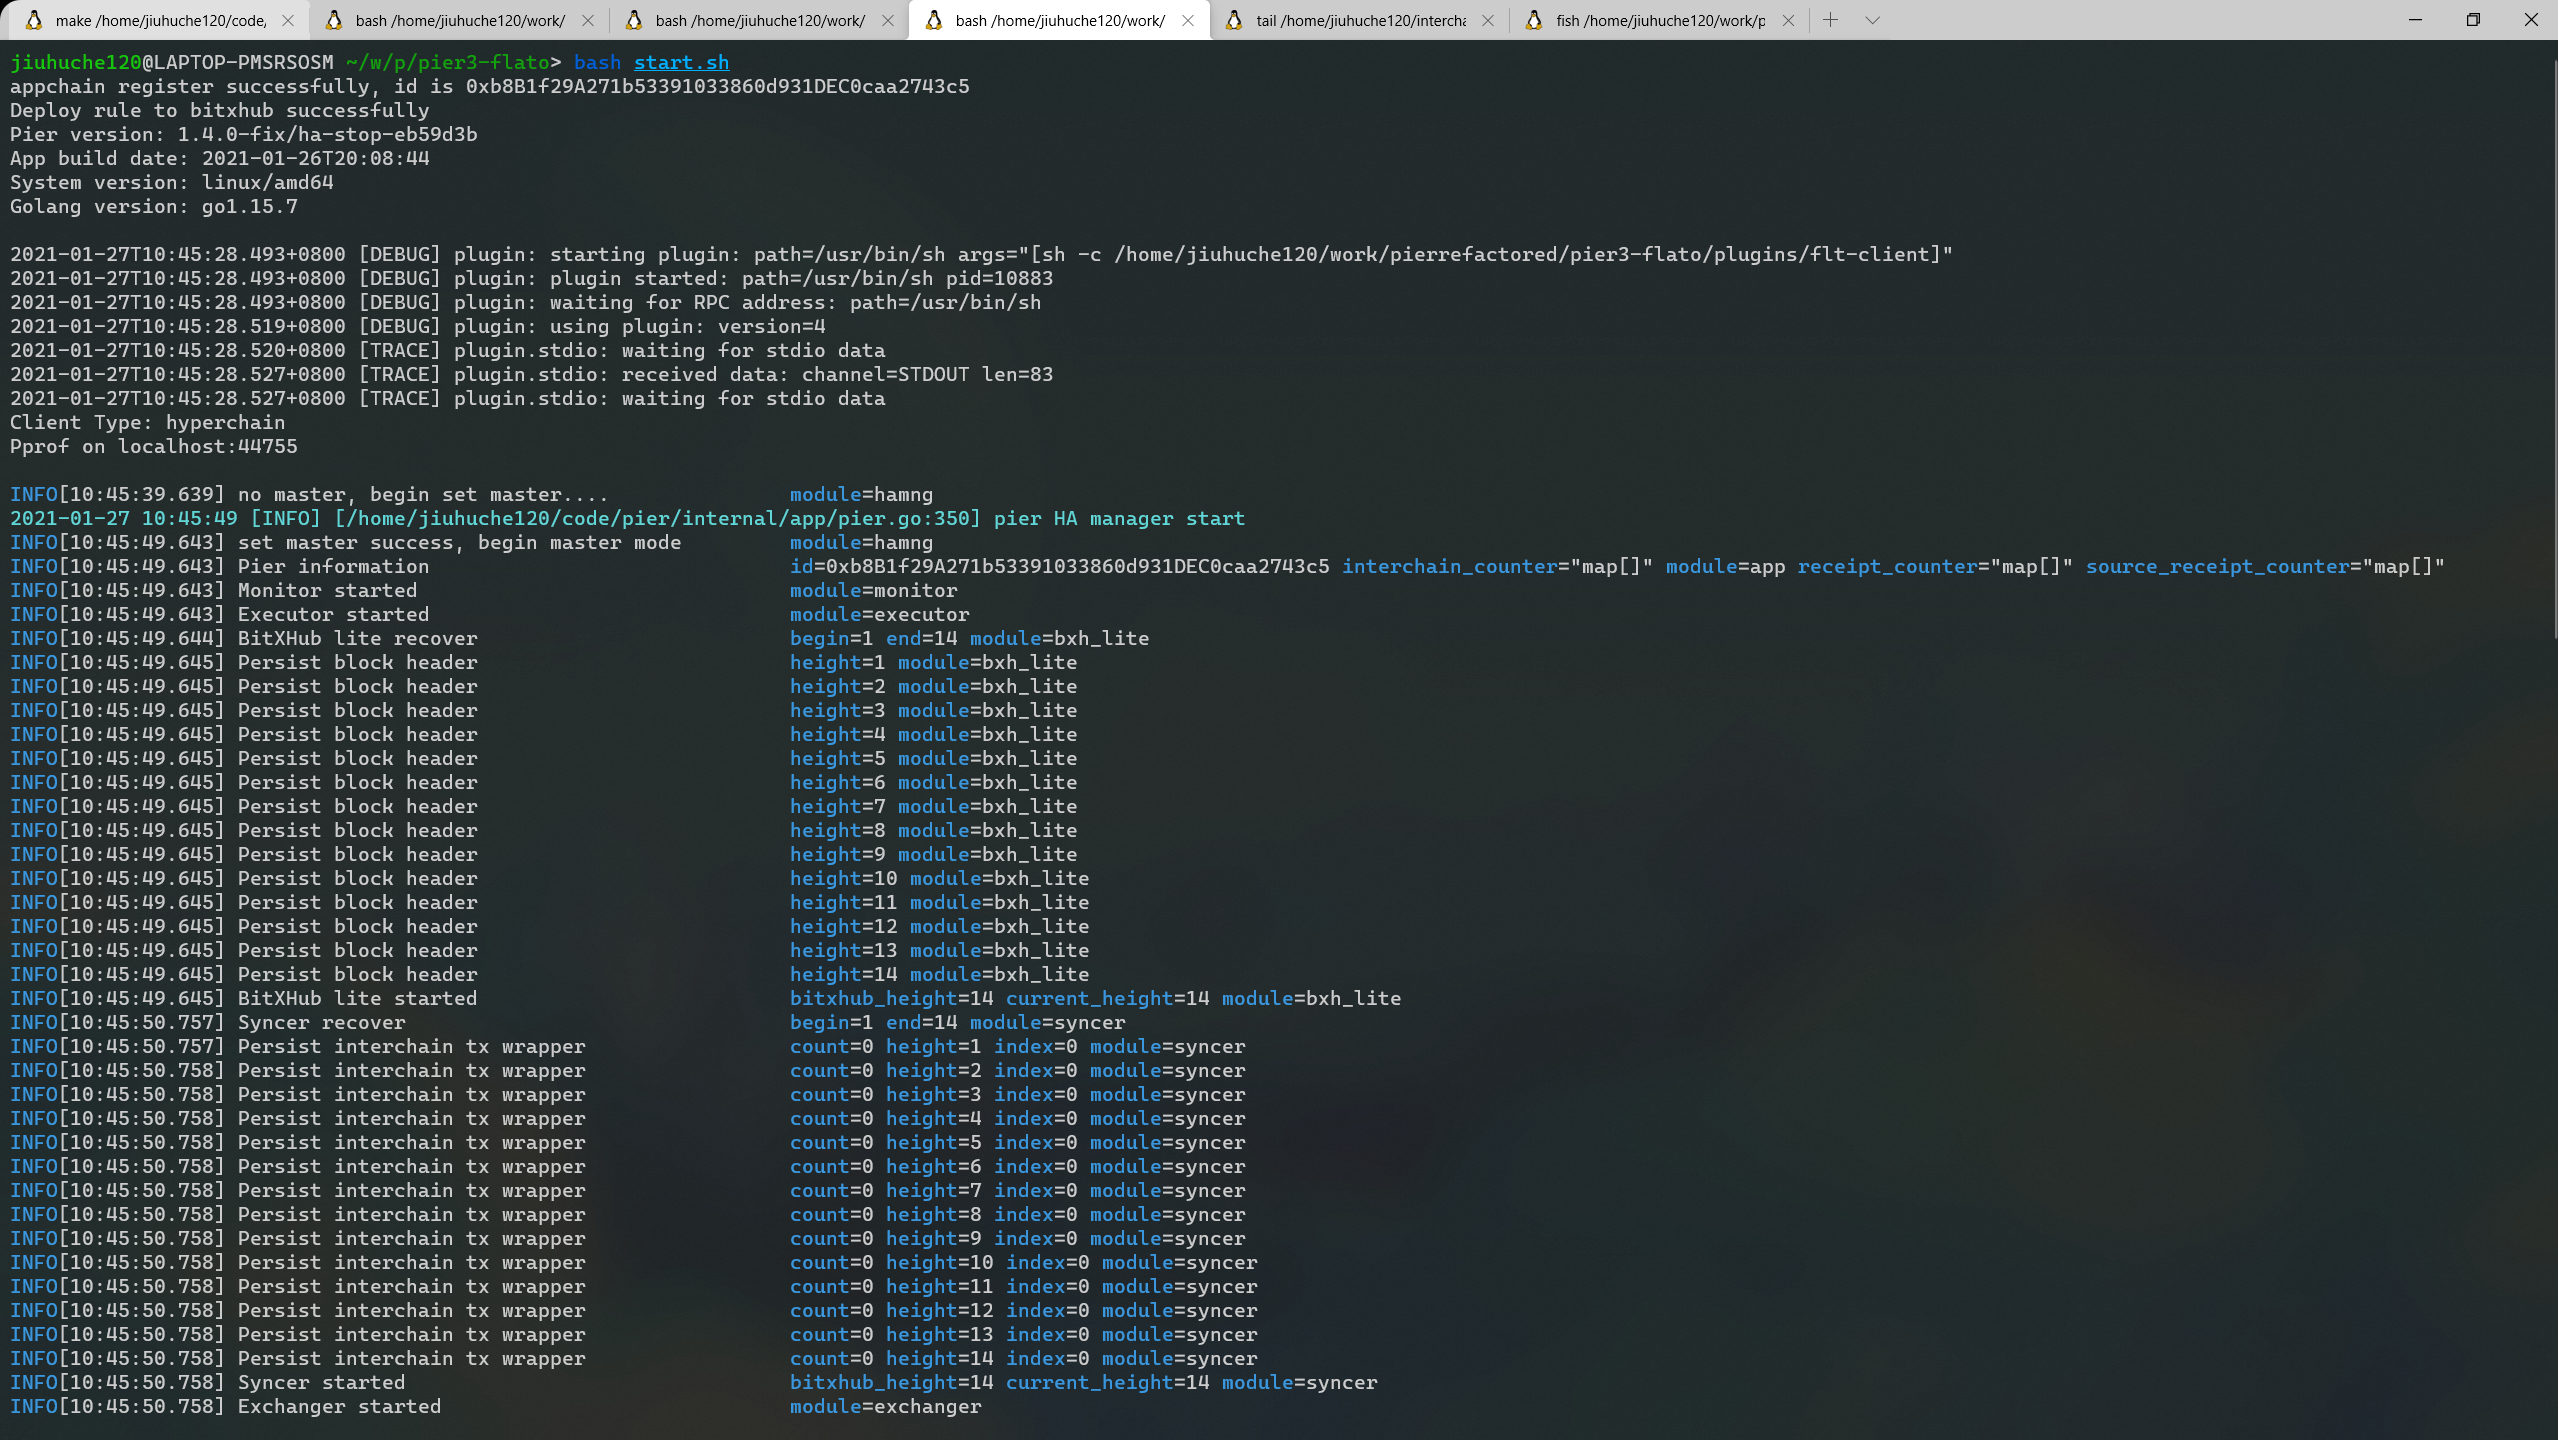 make /home/jiuhuche120/code,
bash /home/jiuhuche120/work/
bash /home/jiuhuche120/work/
bash /home/jiuhuche120/work/
tail /home/jiuhuche120/intercha
fish /home/jiuhuche120/work/p
jiuhuche120@LAPTOP-PMSRSOSM ~/w/p/pier3-flato> bash start.sh
appchain register successfully, id is 0xb8B1f29A271b53391033860d931DEC0caa2743c5
Deploy rule to bitxhub successfully
Pier version: 1.4.0-fix/ha-stop-eb59d3b
App build date: 2021-01-26T20:08:44
System version: linux/amd64
Golang version: go1.15.7
2021-01-27T10:45:28.493+0800 [DEBUG] plugin: starting plugin: path=/usr/bin/sh args="[sh -c /home/jiuhuche120/work/pierrefactored/pier3-flato/plugins/flt-client]"
2021-01-27T10:45:28.493+0800 [DEBUG] plugin: plugin started: path=/usr/bin/sh pid=10883
2021-01-27T10:45:28.493+0800 [DEBUG] plugin: waiting for RPC address: path=/usr/bin/sh
2021-01-27T10:45:28.519+0800 [DEBUG] plugin: using plugin: version=4
2021-01-27T10:45:28.520+0800 [TRACE] plugin.stdio: waiting for stdio data
2021-01-27T10:45:28.527+0800 [TRACE] plugin.stdio: received data: channel=STDOUT len=83
2021-01-27T10:45:28.527+0800 [TRACE] plugin.stdio: waiting for stdio data
Client Type: hyperchain
Pprof on localhost:44755
INFO[10:45:39.639] no master, begin set master.... module=hamng
2021-01-27 10:45:49 [INFO] [/home/jiuhuche120/code/pier/internal/app/pier.go:350] pier HA manager start
INFO[10:45:49.643] set master success, begin master mode module=hamng
INFO[10:45:49.643] Pier information id=0xb8B1f29A271b53391033860d931DEC0caa2743c5 interchain_counter="map[]" module=app receipt_counter="map[]" source_receipt_counter="map[]"
INFO[10:45:49.643] Monitor started module=monitor
INFO[10:45:49.643] Executor started module=executor
INFO[10:45:49.644] BitXHub lite recover begin=1 end=14 module=bxh_lite
INFO[10:45:49.645] Persist block header height=1 module=bxh_lite
INFO[10:45:49.645] Persist block header height=2 module=bxh_lite
INFO[10:45:49.645] Persist block header height=3 module=bxh_lite
INFO[10:45:49.645] Persist block header height=4 module=bxh_lite
INFO[10:45:49.645] Persist block header height=5 module=bxh_lite
INFO[10:45:49.645] Persist block header height=6 module=bxh_lite
INFO[10:45:49.645] Persist block header height=7 module=bxh_lite
INFO[10:45:49.645] Persist block header height=8 module=bxh_lite
INFO[10:45:49.645] Persist block header height=9 module=bxh_lite
INFO[10:45:49.645] Persist block header height=10 module=bxh_lite
INFO[10:45:49.645] Persist block header height=11 module=bxh_lite
INFO[10:45:49.645] Persist block header height=12 module=bxh_lite
INFO[10:45:49.645] Persist block header height=13 module=bxh_lite
INFO[10:45:49.645] Persist block header height=14 module=bxh_lite
INFO[10:45:49.645] BitXHub lite started bitxhub_height=14 current_height=14 module=bxh_lite
INFO[10:45:50.757] Syncer recover begin=1 end=14 module=syncer
INFO[10:45:50.757] Persist interchain tx wrapper count=0 height=1 index=0 module=syncer
INFO[10:45:50.758] Persist interchain tx wrapper count=0 height=2 index=0 module=syncer
INFO[10:45:50.758] Persist interchain tx wrapper count=0 height=3 index=0 module=syncer
INFO[10:45:50.758] Persist interchain tx wrapper count=0 height=4 index=0 module=syncer
INFO[10:45:50.758] Persist interchain tx wrapper count=0 height=5 index=0 module=syncer
INFO[10:45:50.758] Persist interchain tx wrapper count=0 height=6 index=0 module=syncer
INFO[10:45:50.758] Persist interchain tx wrapper count=0 height=7 index=0 module=syncer
INFO[10:45:50.758] Persist interchain tx wrapper count=0 height=8 index=0 module=syncer
INFO[10:45:50.758] Persist interchain tx wrapper count=0 height=9 index=0 module=syncer
INFO[10:45:50.758] Persist interchain tx wrapper count=0 height=10 index=0 module=syncer
INFO[10:45:50.758] Persist interchain tx wrapper count=0 height=11 index=0 module=syncer
INFO[10:45:50.758] Persist interchain tx wrapper count=0 height=12 index=0 module=syncer
INFO[10:45:50.758] Persist interchain tx wrapper count=0 height=13 index=0 module=syncer
INFO[10:45:50.758] Persist interchain tx wrapper count=0 height=14 index=0 module=syncer
INFO[10:45:50.758] Syncer started bitxhub_height=14 current_height=14 module=syncer
INFO[10:45:50.758] Exchanger started module=exchanger